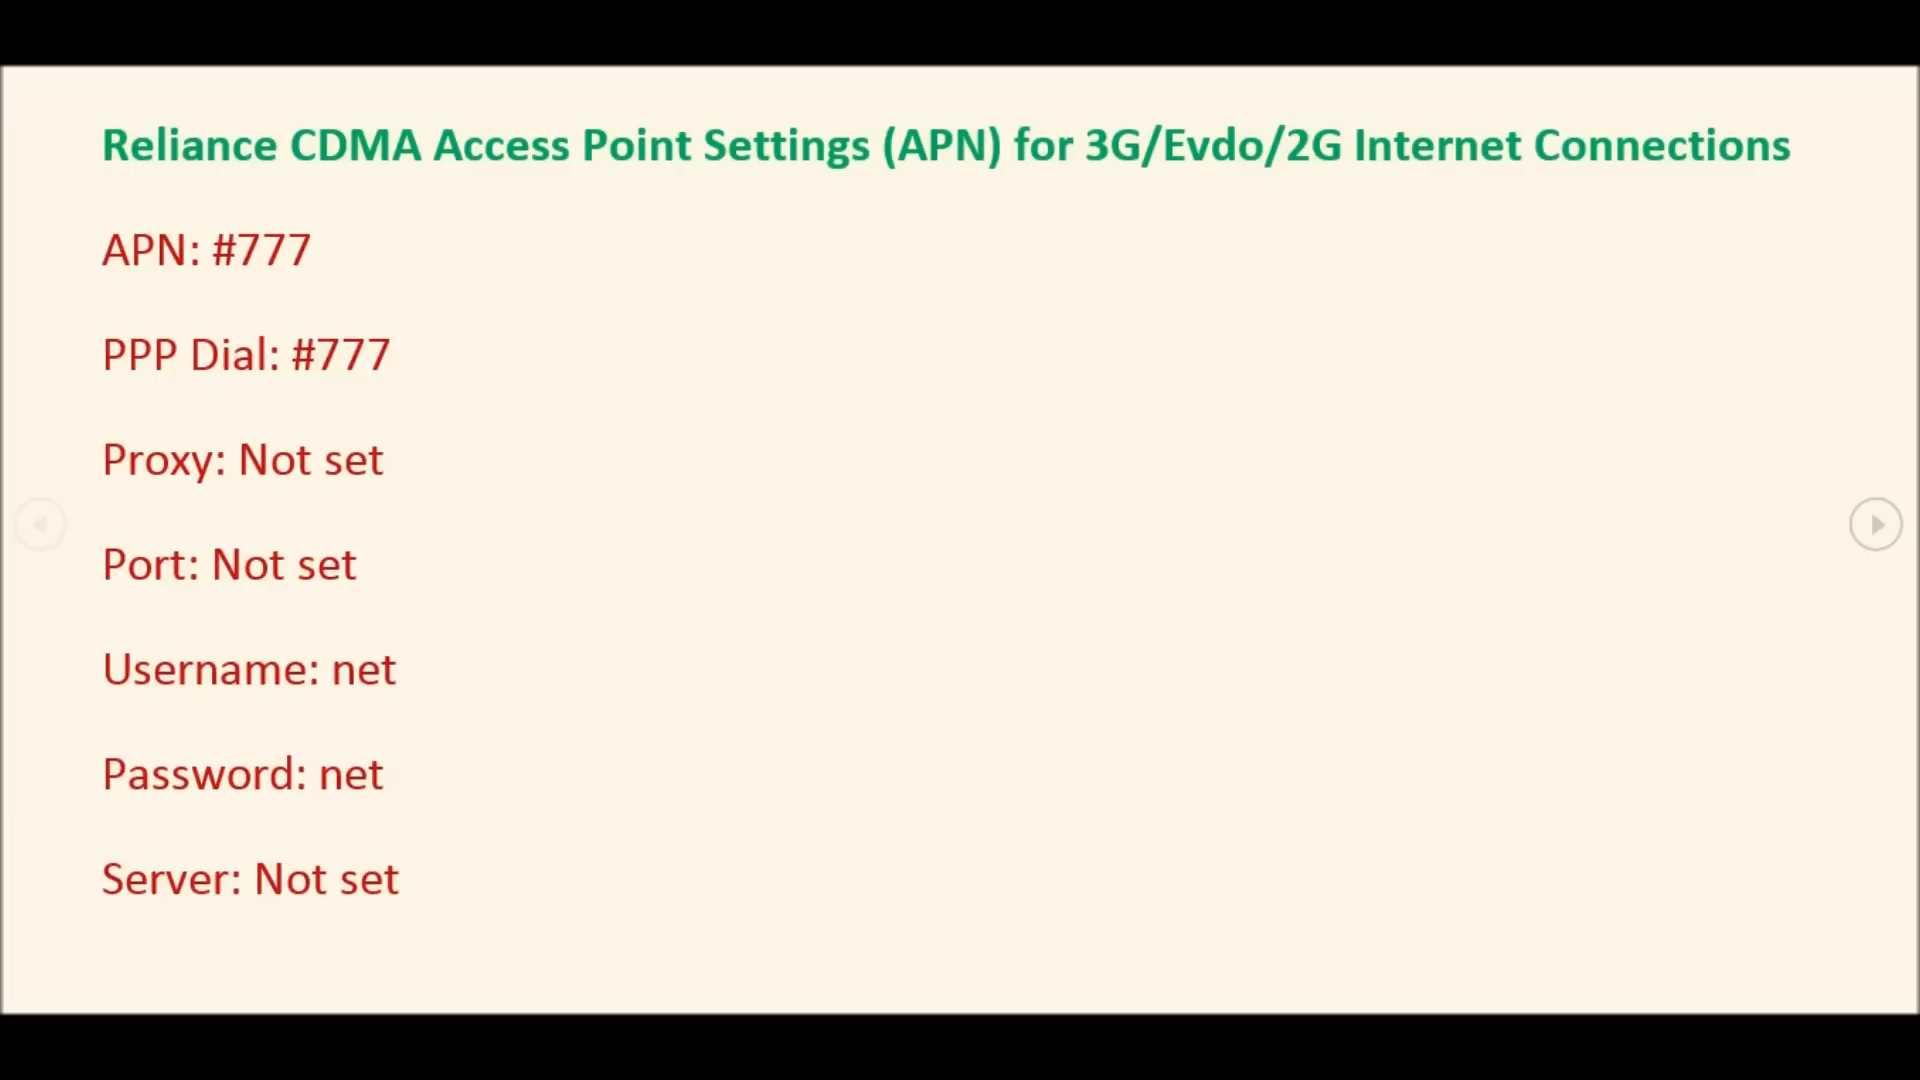 Reliance CDMA Access Point Settings (APN) for 3G/Evdo/2G Internet Connections
APN: #777
PPP Dial: #777
Proxy: Not set
Port: Not set
Username: net
Password: net
Server: Not set